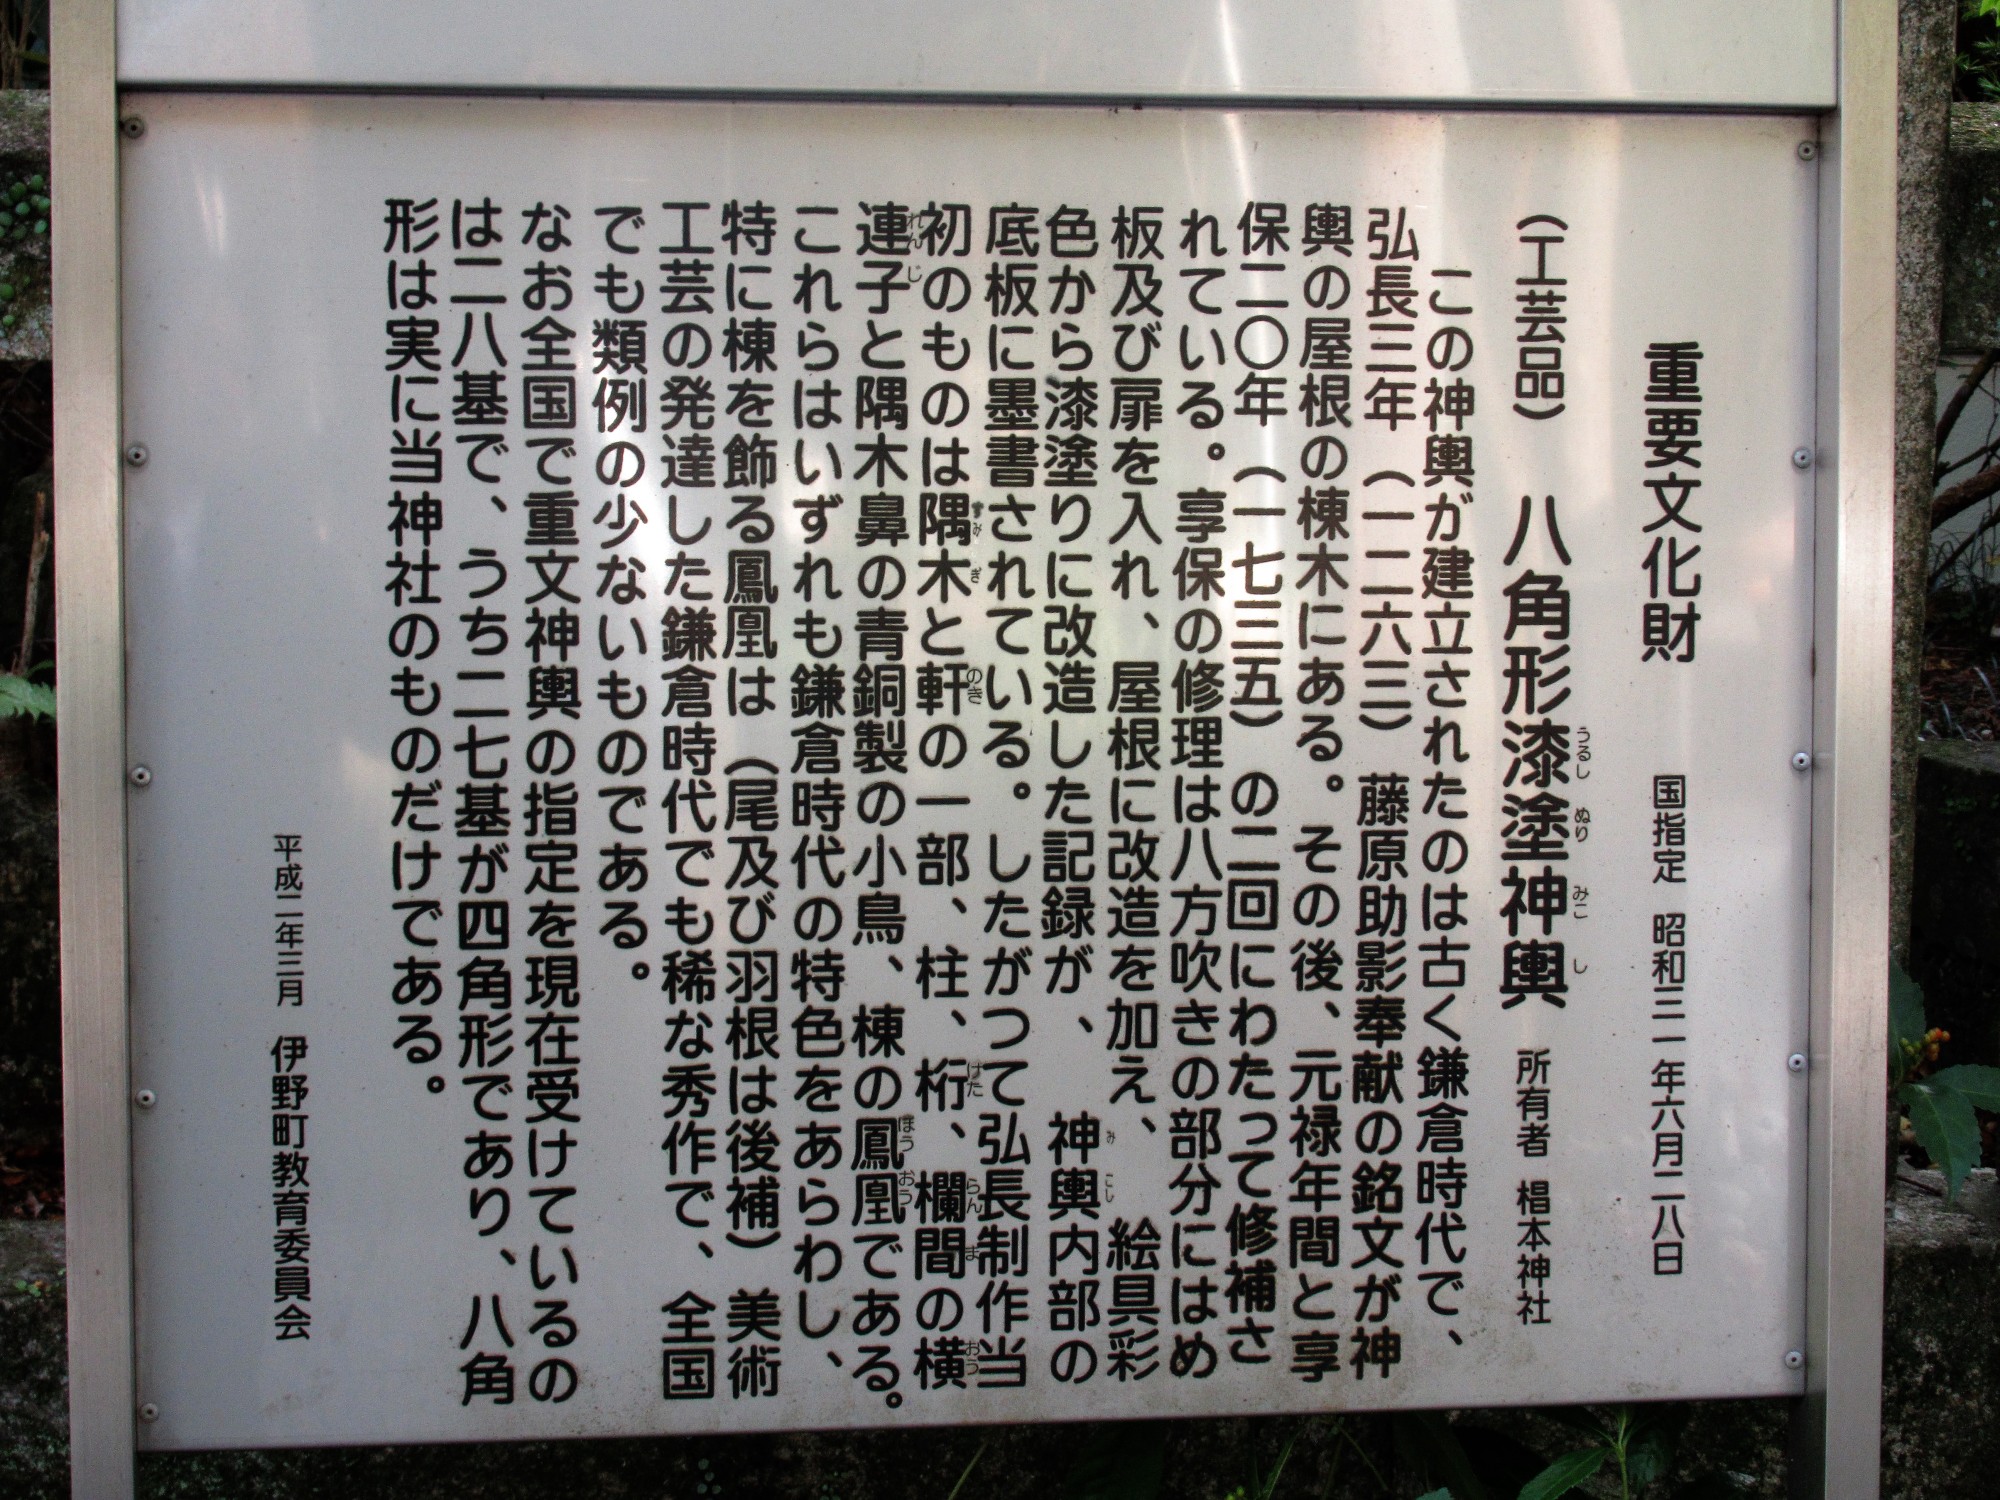 重要文化財　国指定　昭和三一年六月二八日
（工芸品）　八角形漆塗神輿　所有者　椙本神社
この神輿が建立されたのは古く鎌倉時代で、
弘長三年（一二六三）藤原助影奉献の銘文が神
輿の屋根の棟木にある。その後、元禄年間と享
保二〇年（一七三五）の二回にわたって修補さ
れている。享保の修理は八方吹きの部分にはめ
板及び扉を入れ、屋根に改造を加え、絵具彩
色から漆塗りに改造した記録が、神輿内部の
底板に墨書されている。したがつて弘長制作当
初のものは隅木と軒の一部、柱、桁、欄間の横
連子と隅木鼻の青銅製の小鳥、棟の鳳凰である。
これらはいずれも鎌倉時代の特色をあらわし、
特に棟を飾る鳳凰は（尾及び羽根は後補）美術
工芸の発達した鎌倉時代でも稀な秀作で、全国
でも類例の少ないものである。
なお全国で重文神輿の指定を現在受けているの
は二八基で、うち二七基が四角形であり、八角
形は実に当神社のものだけである。
平成二年三月　伊野町教育委員会